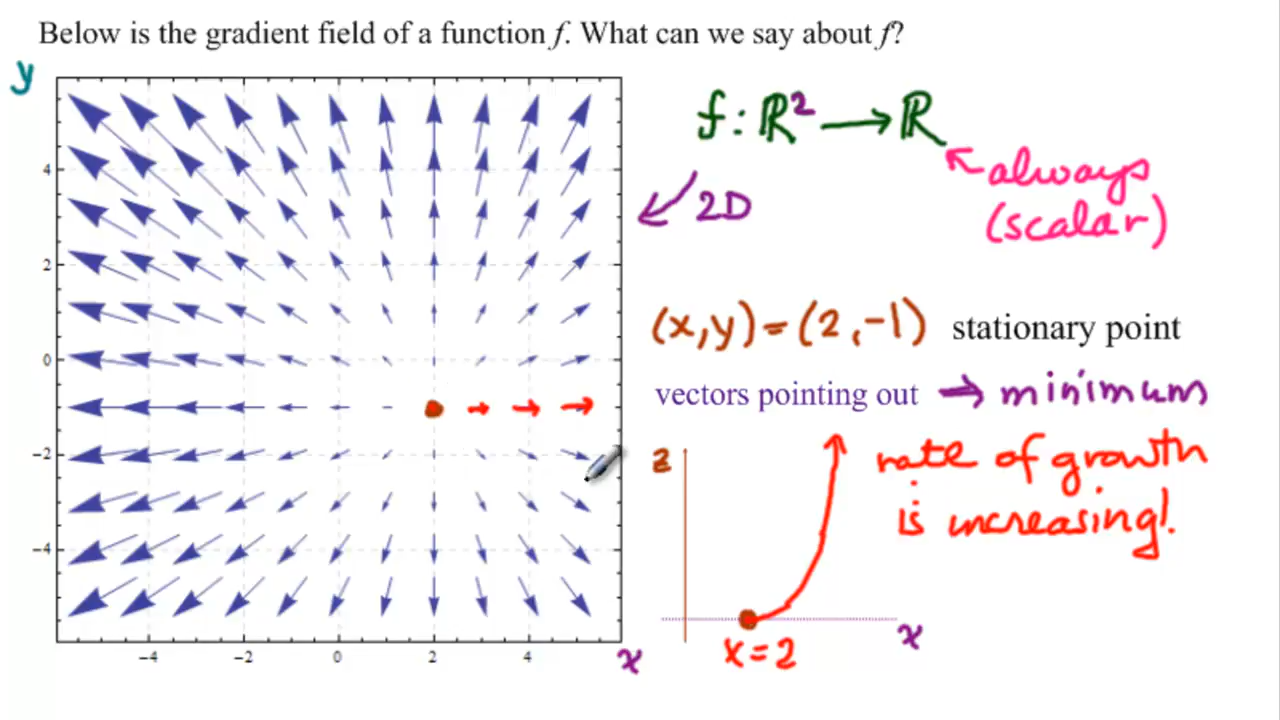 Below is the gradient field of a function f. What can we say about f?
y
f: ℝ² → ℝ
always
(scalar)
2D
(x,y)=(2,-1) stationary point
vectors pointing out → minimum
z
rate of growth
is increasing!
x=2
x
4
2
0
-2
-4
-4 -2 0 2 4
x